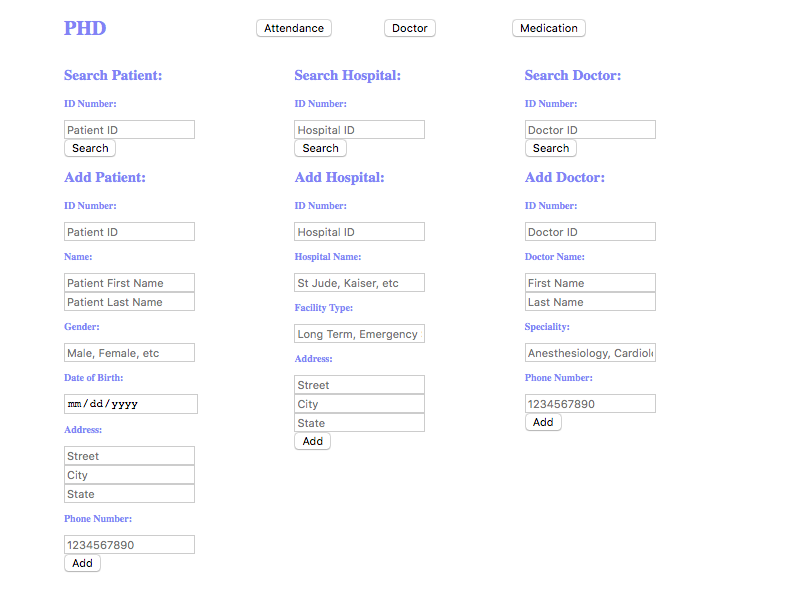 PHD
Attendance
Doctor
Medication
Search Patient:
ID Number:
Patient ID
Search
Add Patient:
ID Number:
Patient ID
Name:
Patient First Name
Patient Last Name
Gender:
Male, Female, etc
Date of Birth:
mm/dd/yyyy
Address:
Street
City
State
Phone Number:
1234567890
Add
Search Hospital:
ID Number:
Hospital ID
Search
Add Hospital:
ID Number:
Hospital ID
Hospital Name:
St Jude, Kaiser, etc
Facility Type:
Long Term, Emergency
Address:
Street
City
State
Add
Search Doctor:
ID Number:
Doctor ID
Search
Add Doctor:
ID Number:
Doctor ID
Doctor Name:
First Name
Last Name
Speciality:
Anesthesiology, Cardiol
Phone Number:
1234567890
Add